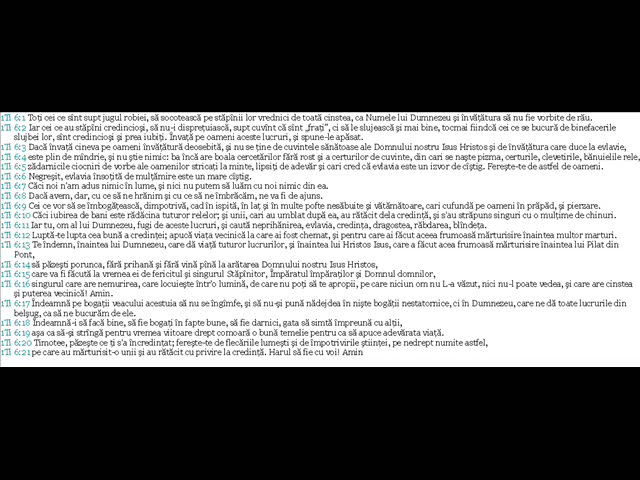 1Ti 6:1 Toţi cei ce sînt supt jugul robiei, să socotească pe stăpînii lor vrednici de toată cinstea, ca Numele lui Dumnezeu şi învăţătura să nu fie vorbite de rău.
1Ti 6:2 Iar cei ce au stăpîni credincioşi, să nu-i dispreţuiască, supt cuvînt că sînt „fraţi”, ci să le slujească şi mai bine, tocmai fiindcă cei ce se bucură de binefacerile
slujbei lor, sînt credincioşi şi prea iubiţi. Învaţă pe oameni aceste lucruri, şi spune-le apăsat.
1Ti 6:3 Dacă învaţă cineva pe oameni învăţătură deosebită, şi nu se ţine de cuvintele sănătoase ale Domnului nostru Isus Hristos şi de învăţătura care duce la evlavie,
1Ti 6:4 este plin de mîndrie, şi nu ştie nimic: ba încă are boala cercetărilor fără rost şi a certurilor de cuvinte, din cari se naşte pizma, certurile, clevetirile, bănuielile rele,
1Ti 6:5 zădarnicile ciocniri de vorbe ale oamenilor stricaţi la minte, lipsiţi de adevăr şi cari cred că evlavia este un izvor de cîştig. Fereşte-te de astfel de oameni.
1Ti 6:6 Negreşit, evlavia însoţită de mulţămire este un mare cîştig.
1Ti 6:7 Căci noi n'am adus nimic în lume, şi nici nu putem să luăm cu noi nimic din ea.
1Ti 6:8 Dacă avem, dar, cu ce să ne hrănim şi cu ce să ne îmbrăcăm, ne va fi de ajuns.
1Ti 6:9 Cei ce vor să se îmbogăţească, dimpotrivă, cad în ispită, în laţ şi în multe pofte nesăbuite şi vătămătoare, cari cufundă pe oameni în prăpăd, şi pierzare.
1Ti 6:10 Căci iubirea de bani este rădăcina tuturor relelor; şi unii, cari au umblat după ea, au rătăcit dela credinţă, şi s'au străpuns singuri cu o mulţime de chinuri.
1Ti 6:11 Iar tu, om al lui Dumnezeu, fugi de aceste lucruri, şi caută neprihănirea, evlavia, credinţa, dragostea, răbdarea, blîndeţa.
1Ti 6:12 Luptă-te lupta cea bună a credinţei; apucă viaţa vecinică la care ai fost chemat, şi pentru care ai făcut aceea frumoasă mărturisire înaintea multor marturi.
1Ti 6:13 Te îndemn, înaintea lui Dumnezeu, care dă viaţă tuturor lucrurilor, şi înaintea lui Hristos Isus, care a făcut acea frumoasă mărturisire înaintea lui Pilat din
Pont,
1Ti 6:14 să păzeşti porunca, fără prihană şi fără vină pînă la arătarea Domnului nostru Isus Hristos,
1Ti 6:15 care va fi făcută la vremea ei de fericitul şi singurul Stăpînitor, Împăratul împăraţilor şi Domnul domnilor,
1Ti 6:16 singurul care are nemurirea, care locuieşte într'o lumină, de care nu poţi să te apropii, pe care niciun om nu L-a văzut, nici nu-l poate vedea, şi care are cinstea
şi puterea vecinică! Amin.
1Ti 6:17 Îndeamnă pe bogaţii veacului acestuia să nu se îngîmfe, şi să nu-şi pună nădejdea în nişte bogăţii nestatornice, ci în Dumnezeu, care ne dă toate lucrurile din
belşug, ca să ne bucurăm de ele.
1Ti 6:18 Îndeamnă-i să facă bine, să fie bogaţi în fapte bune, să fie darnici, gata să simtă împreună cu alţii,
1Ti 6:19 aşa ca să-şi strîngă pentru vremea viitoare drept comoară o bună temelie pentru ca să apuce adevărata viaţă.
1Ti 6:20 Timotee, păzeşte ce ţi s'a încredinţat; fereşte-te de flecăriile lumeşti şi de împotrivirile ştiinţei, pe nedrept numite astfel,
1Ti 6:21 pe care au mărturisit-o unii şi au rătăcit cu privire la credinţă. Harul să fie cu voi! Amin